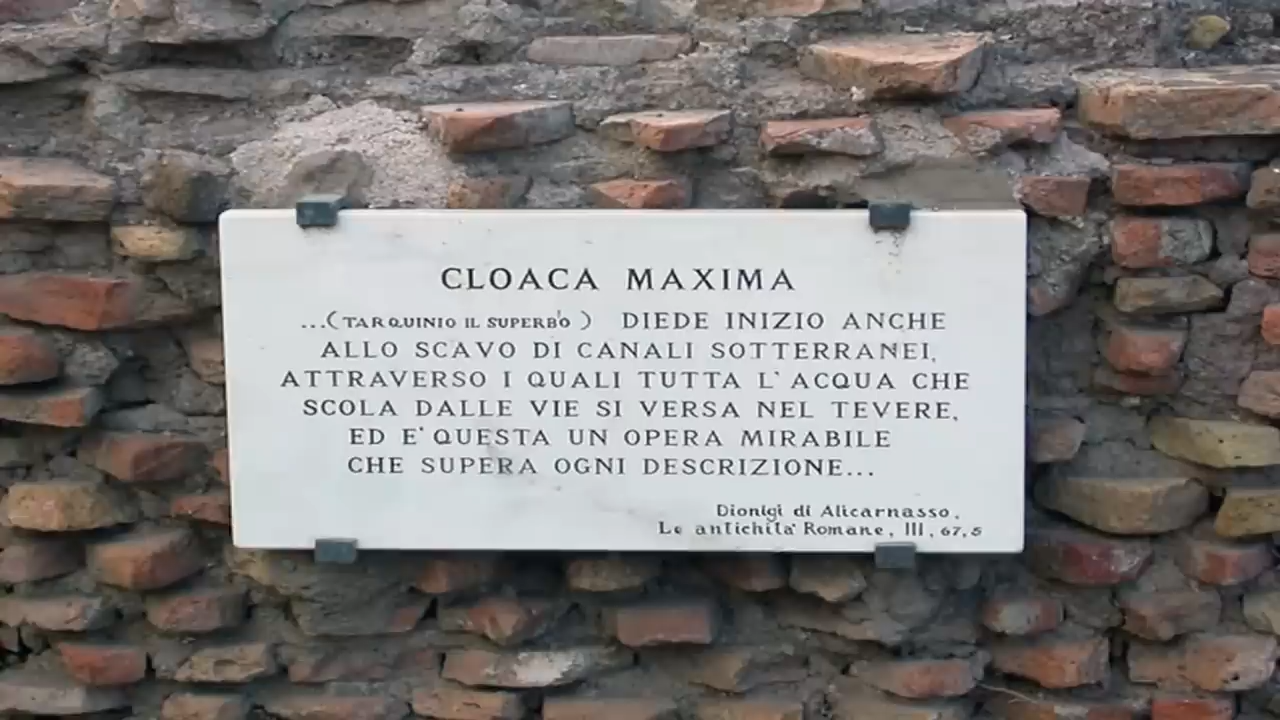 CLOACA MAXIMA
...(TARQUINIO IL SUPERBO) DIEDE INIZIO ANCHE
ALLO SCAVO DI CANALI SOTTERRANEI,
ATTRAVERSO I QUALI TUTTA L'ACQUA CHE
SCOLA DALLE VIE SI VERSA NEL TEVERE,
ED E' QUESTA UN OPERA MIRABILE
CHE SUPERA OGNI DESCRIZIONE...
Dionigi di Alicarnasso.
Le antichita' Romane, III, 67,5